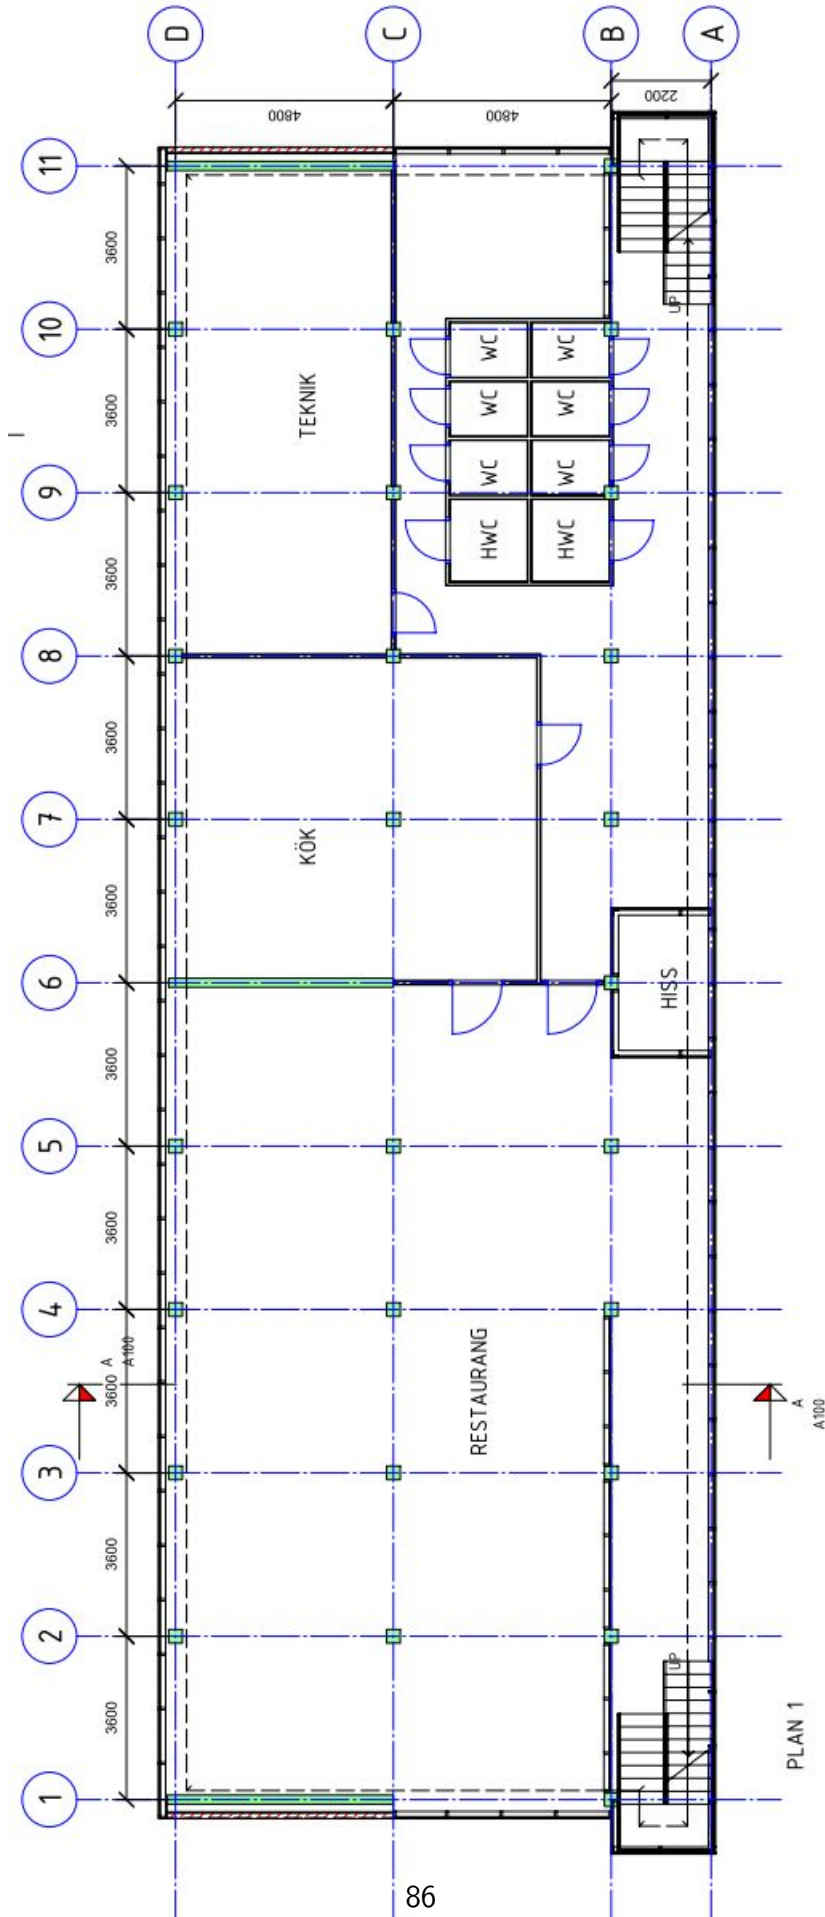 D
C
B
A
4800
4800
2200
11
3600
10
3600
9
3600
8
3600
7
3600
6
3600
5
3600
4
3600
3
3600
2
3600
1
A
A100
A
A100
TEKNIK
WC
WC
WC
WC
WC
WC
HWC
HWC
UP
KÖK
HISS
RESTAURANG
UP
PLAN 1
86